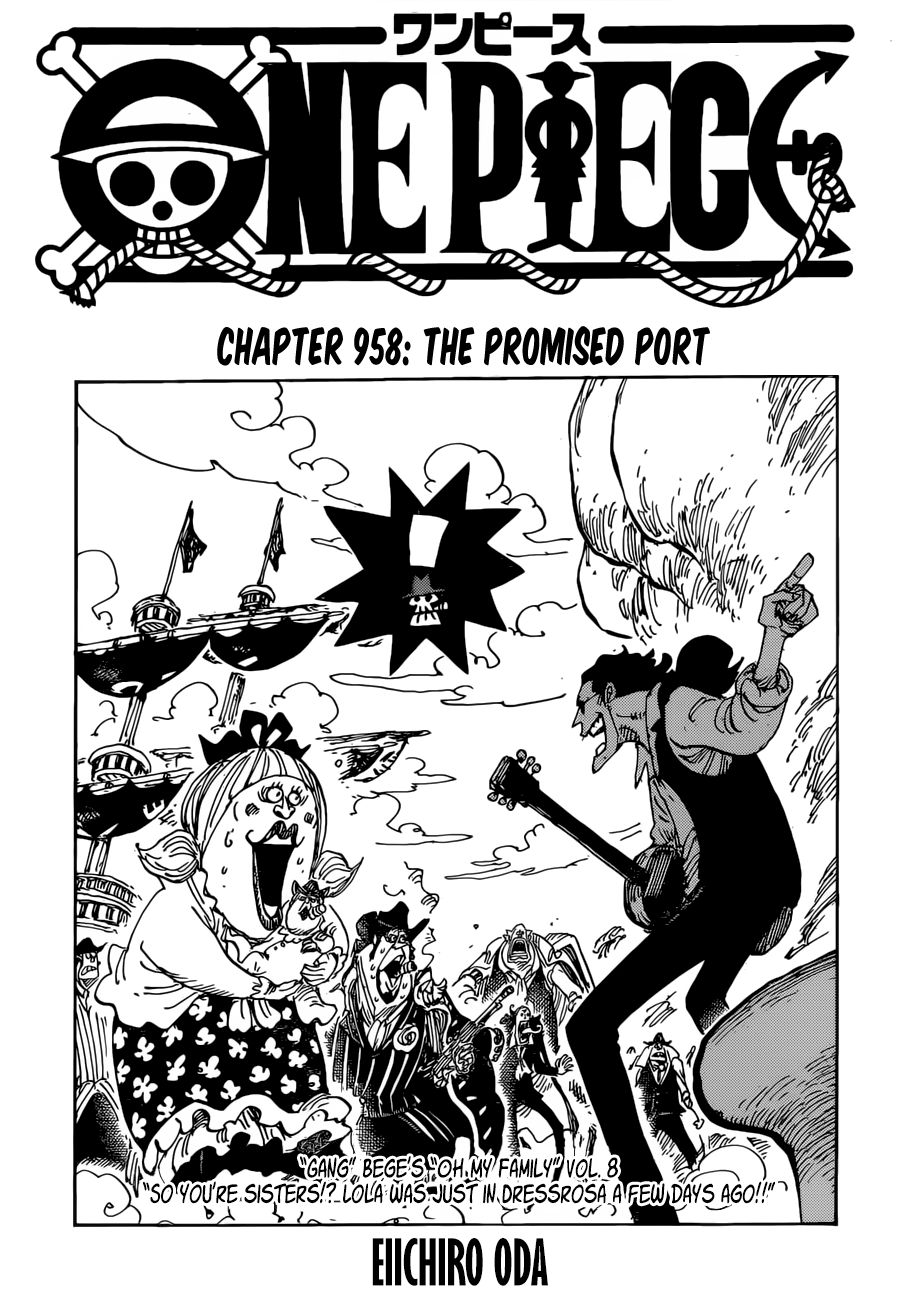 ワンピース
ONE PIECE
CHAPTER 958: THE PROMISED PORT
"GANG" BEGE'S "OH MY FAMILY" VOL. 8
"SO YOU'RE SISTERS!? LOLA WAS JUST IN DRESSROSA A FEW DAYS AGO!!"
EIICHIRO ODA